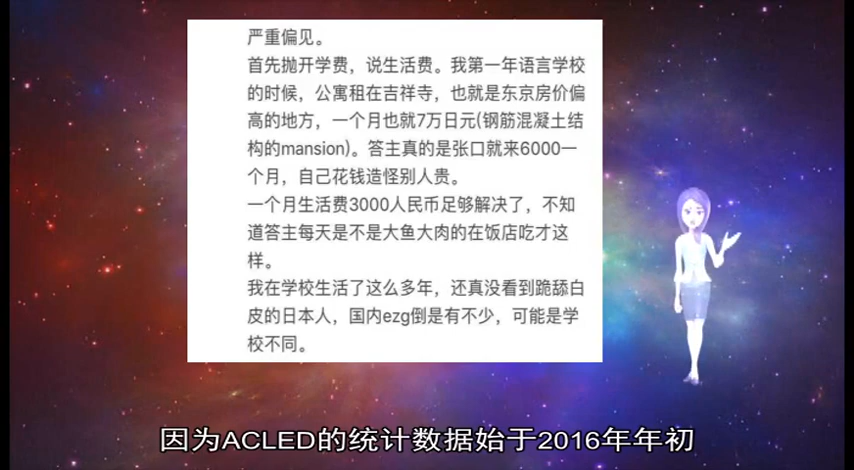 严重偏见。
首先抛开学费，说生活费。我第一年语言学校
的时候，公寓租在吉祥寺，也就是东京房价偏
高的地方，一个月也就7万日元(钢筋混凝土结
构的mansion)。答主真的是张口就来6000一
个月，自己花钱造怪别人贵。
一个月生活费3000人民币足够解决了，不知
道答主每天是不是大鱼大肉的在饭店吃才这
样。
我在学校生活了这么多年，还真没看到跪舔白
皮的日本人，国内ezg倒是有不少，可能是学
校不同。
因为ACLED的统计数据始于2016年年初